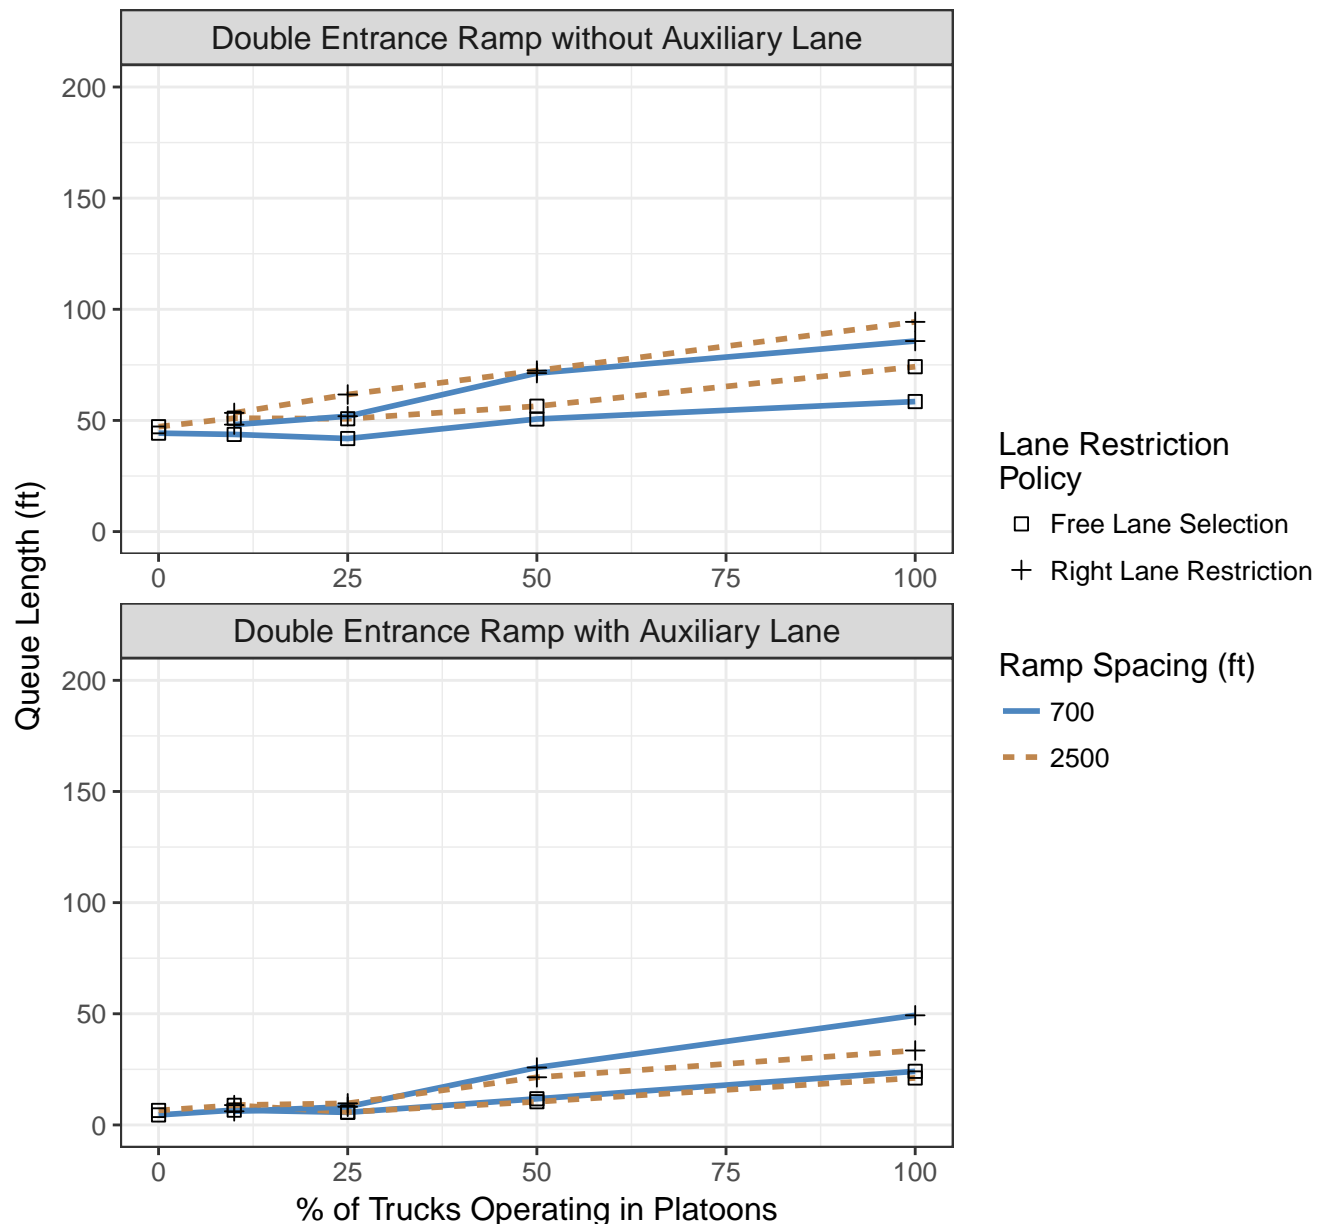 Double Entrance Ramp without Auxiliary Lane
200
150
100
50
0
0 25 50 75 100
Double Entrance Ramp with Auxiliary Lane
200
150
100
50
0
0 25 50 75 100
% of Trucks Operating in Platoons
Queue Length (ft)
Lane Restriction
Policy
Free Lane Selection
Right Lane Restriction
Ramp Spacing (ft)
700
2500